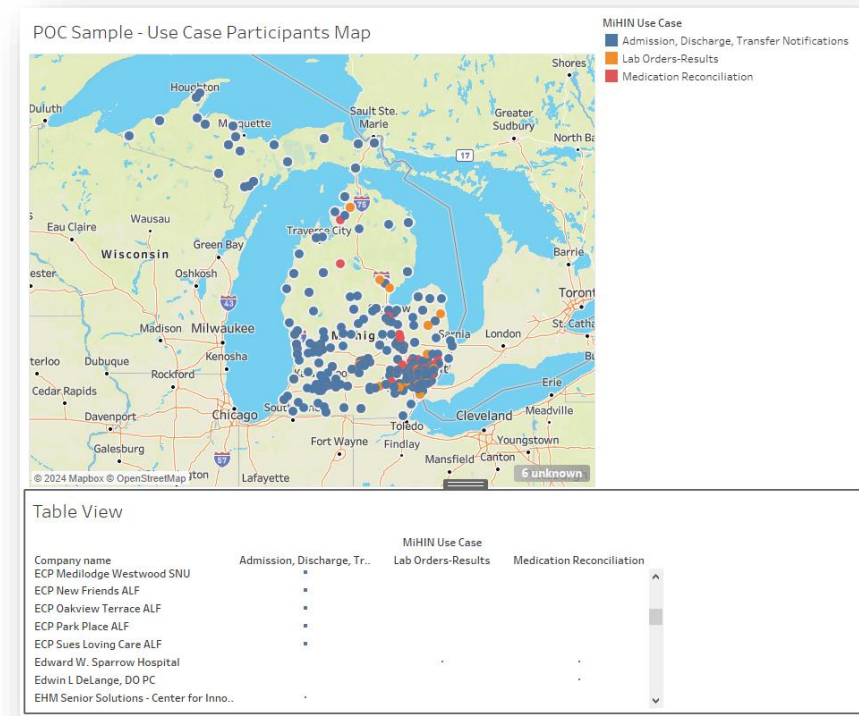 POC Sample - Use Case Participants Map
MiHIN Use Case
Admission, Discharge, Transfer Notifications
Lab Orders-Results
Medication Reconciliation
Shores
Houghton
Duluth
Marquette
Sault Ste.
Marie
Greater
Sudbury
North Ba
17
75
Wausau
Eau Claire
Traverse City
Green Bay
Wisconsin
Barrie
Oshkosh
ester
43
Toront
Madison
Milwaukee
Sarnia
London
St. Catha
Kenosha
terloo
Dubuque
Rockford
Erie
Cedar Rapids
Chicago
Cleveland
Meadville
Davenport
Toledo
Youngstown
Galesburg
Fort Wayne
Findlay
Mansfield
Canton
57
Lafayette
6 unknown
© 2024 Mapbox © OpenStreetMap
Table View
MiHIN Use Case
Company name Admission, Discharge, Tr.. Lab Orders-Results Medication Reconciliation
ECP Medilodge Westwood SNU
ECP New Friends ALF
ECP Oakview Terrace ALF
ECP Park Place ALF
ECP Sues Loving Care ALF
Edward W. Sparrow Hospital
Edwin L DeLange, DO PC
EHM Senior Solutions - Center for Inno..